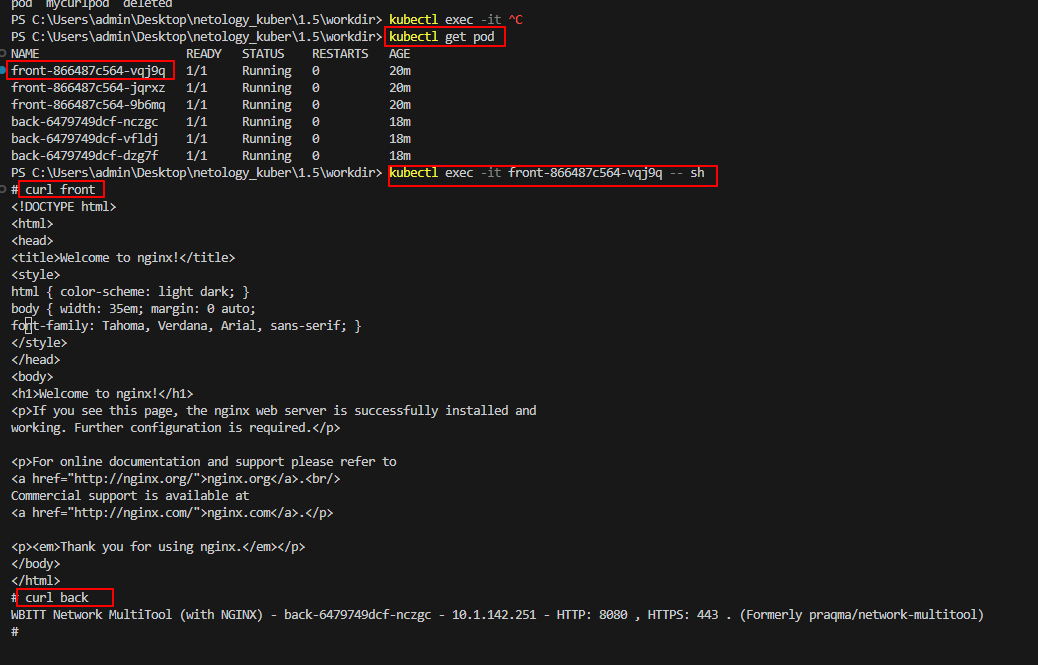 pod "mycurlpod" deleted
PS C:\Users\admin\Desktop\netology_kuber\1.5\workdir> kubectl exec -it ^C
PS C:\Users\admin\Desktop\netology_kuber\1.5\workdir> kubectl get pod
NAME READY STATUS RESTARTS AGE
front-866487c564-vqj9q 1/1 Running 0 20m
front-866487c564-jqrxz 1/1 Running 0 20m
front-866487c564-9b6mq 1/1 Running 0 20m
back-6479749dcf-nczgc 1/1 Running 0 18m
back-6479749dcf-vfldj 1/1 Running 0 18m
back-6479749dcf-dzg7f 1/1 Running 0 18m
PS C:\Users\admin\Desktop\netology_kuber\1.5\workdir> kubectl exec -it front-866487c564-vqj9q -- sh
# curl front
<!DOCTYPE html>
<html>
<head>
<title>Welcome to nginx!</title>
<style>
html { color-scheme: light dark; }
body { width: 35em; margin: 0 auto;
font-family: Tahoma, Verdana, Arial, sans-serif; }
</style>
</head>
<body>
<h1>Welcome to nginx!</h1>
<p>If you see this page, the nginx web server is successfully installed and
working. Further configuration is required.</p>
<p>For online documentation and support please refer to
<a href="http://nginx.org/">nginx.org</a>.<br/>
Commercial support is available at
<a href="http://nginx.com/">nginx.com</a>.</p>
<p><em>Thank you for using nginx.</em></p>
</body>
</html>
# curl back
WBITT Network MultiTool (with NGINX) - back-6479749dcf-nczgc - 10.1.142.251 - HTTP: 8080 , HTTPS: 443 . (Formerly praqma/network-multitool)
#